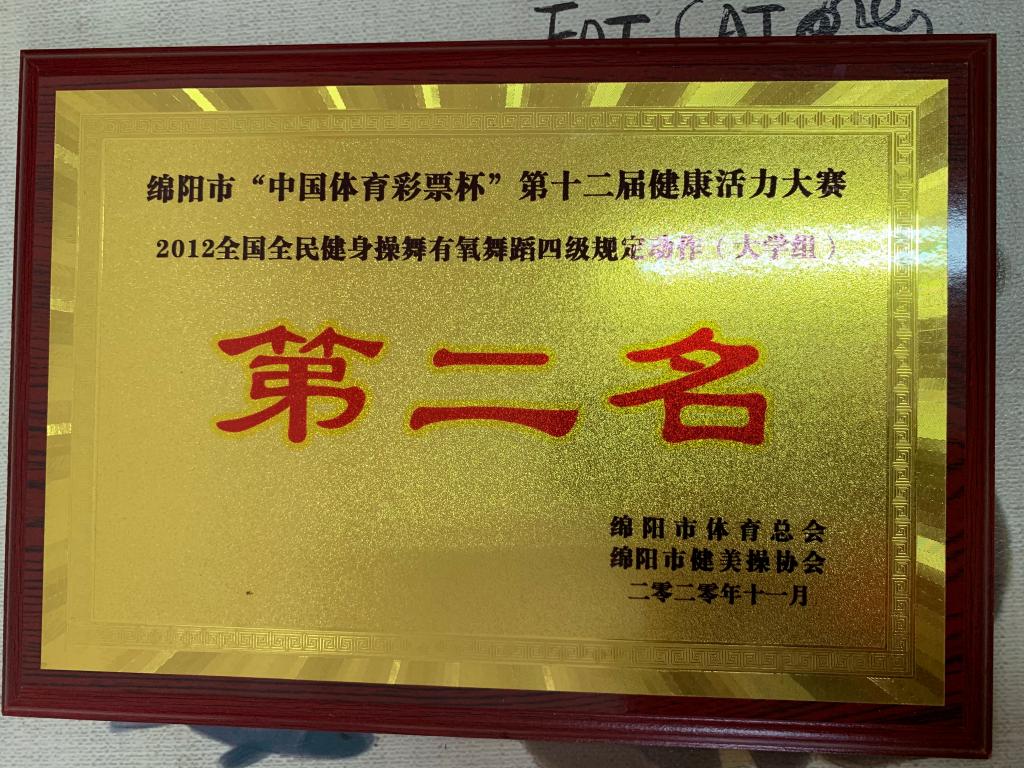 EAT CAT
绵阳市“中国体育彩票杯”第十二届健康活力大赛
2012全国全民健身操舞有氧舞蹈四级规定动作（大学组）
第二名
绵阳市体育总会
绵阳市健美操协会
二零二零年十一月